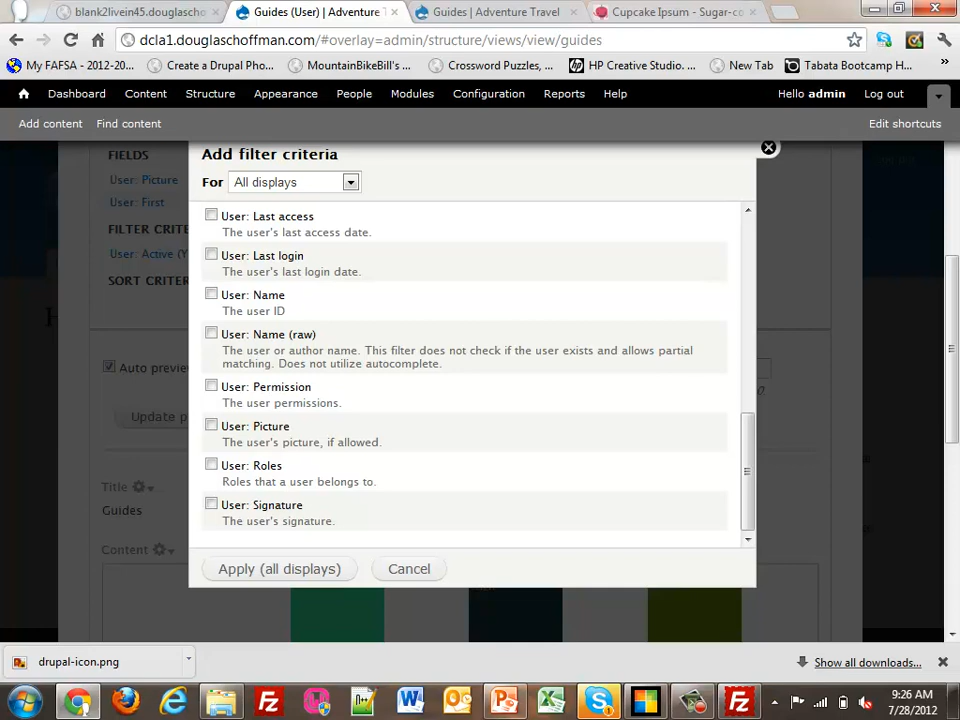 blank2livein45.douglascho
Guides (User) | Adventure T
Guides | Adventure Travel
Cupcake Ipsum - Sugar-co
dcla1.douglaschoffman.com/#overlay=admin/structure/views/view/guides
My FAFSA - 2012-20...
Create a Drupal Pho...
MountainBikeBill's ...
Crossword Puzzles, ...
HP Creative Studio. ...
New Tab
Tabata Bootcamp H...
Dashboard
Content
Structure
Appearance
People
Modules
Configuration
Reports
Help
Hello admin
Log out
Add content
Find content
Edit shortcuts
FIELDS
User: Picture
User: First
FILTER CRITE
User: Active (Y
SORT CRITER
Auto previe
Update p
Title
Guides
Content
Add filter criteria
For All displays
User: Last access
The user's last access date.
User: Last login
The user's last login date.
User: Name
The user ID
User: Name (raw)
The user or author name. This filter does not check if the user exists and allows partial
matching. Does not utilize autocomplete.
User: Permission
The user permissions.
User: Picture
The user's picture, if allowed.
User: Roles
Roles that a user belongs to.
User: Signature
The user's signature.
Apply (all displays)
Cancel
drupal-icon.png
Show all downloads...
9:26 AM
7/28/2012